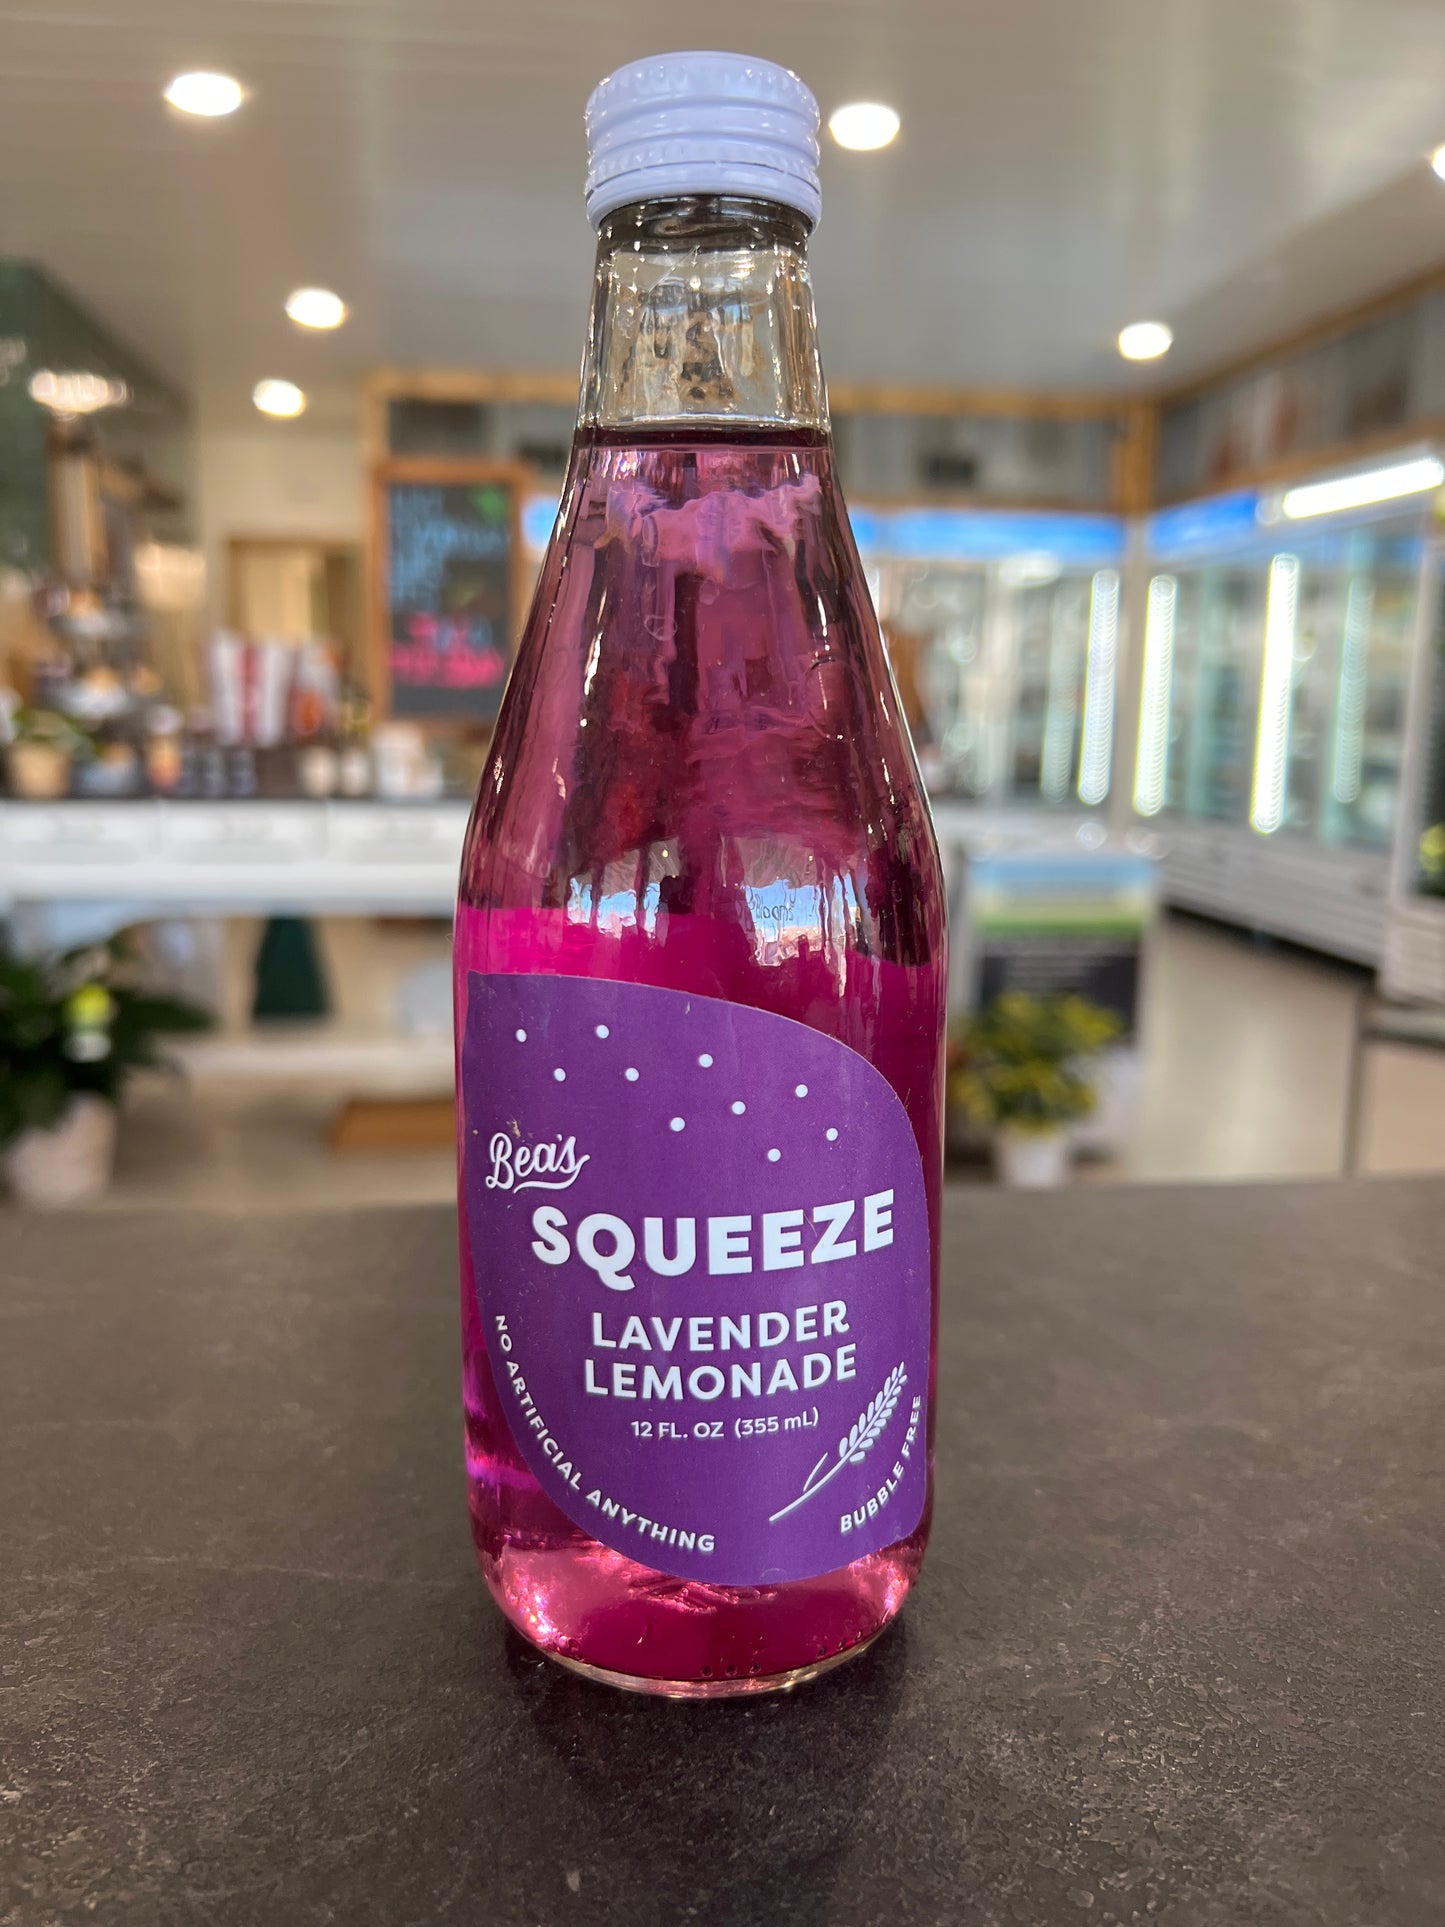 Bea's
SQUEEZE
LAVENDER
LEMONADE
12 FL. OZ (355 mL)
NO ARTIFICIAL ANYTHING
BUBBLE FREE